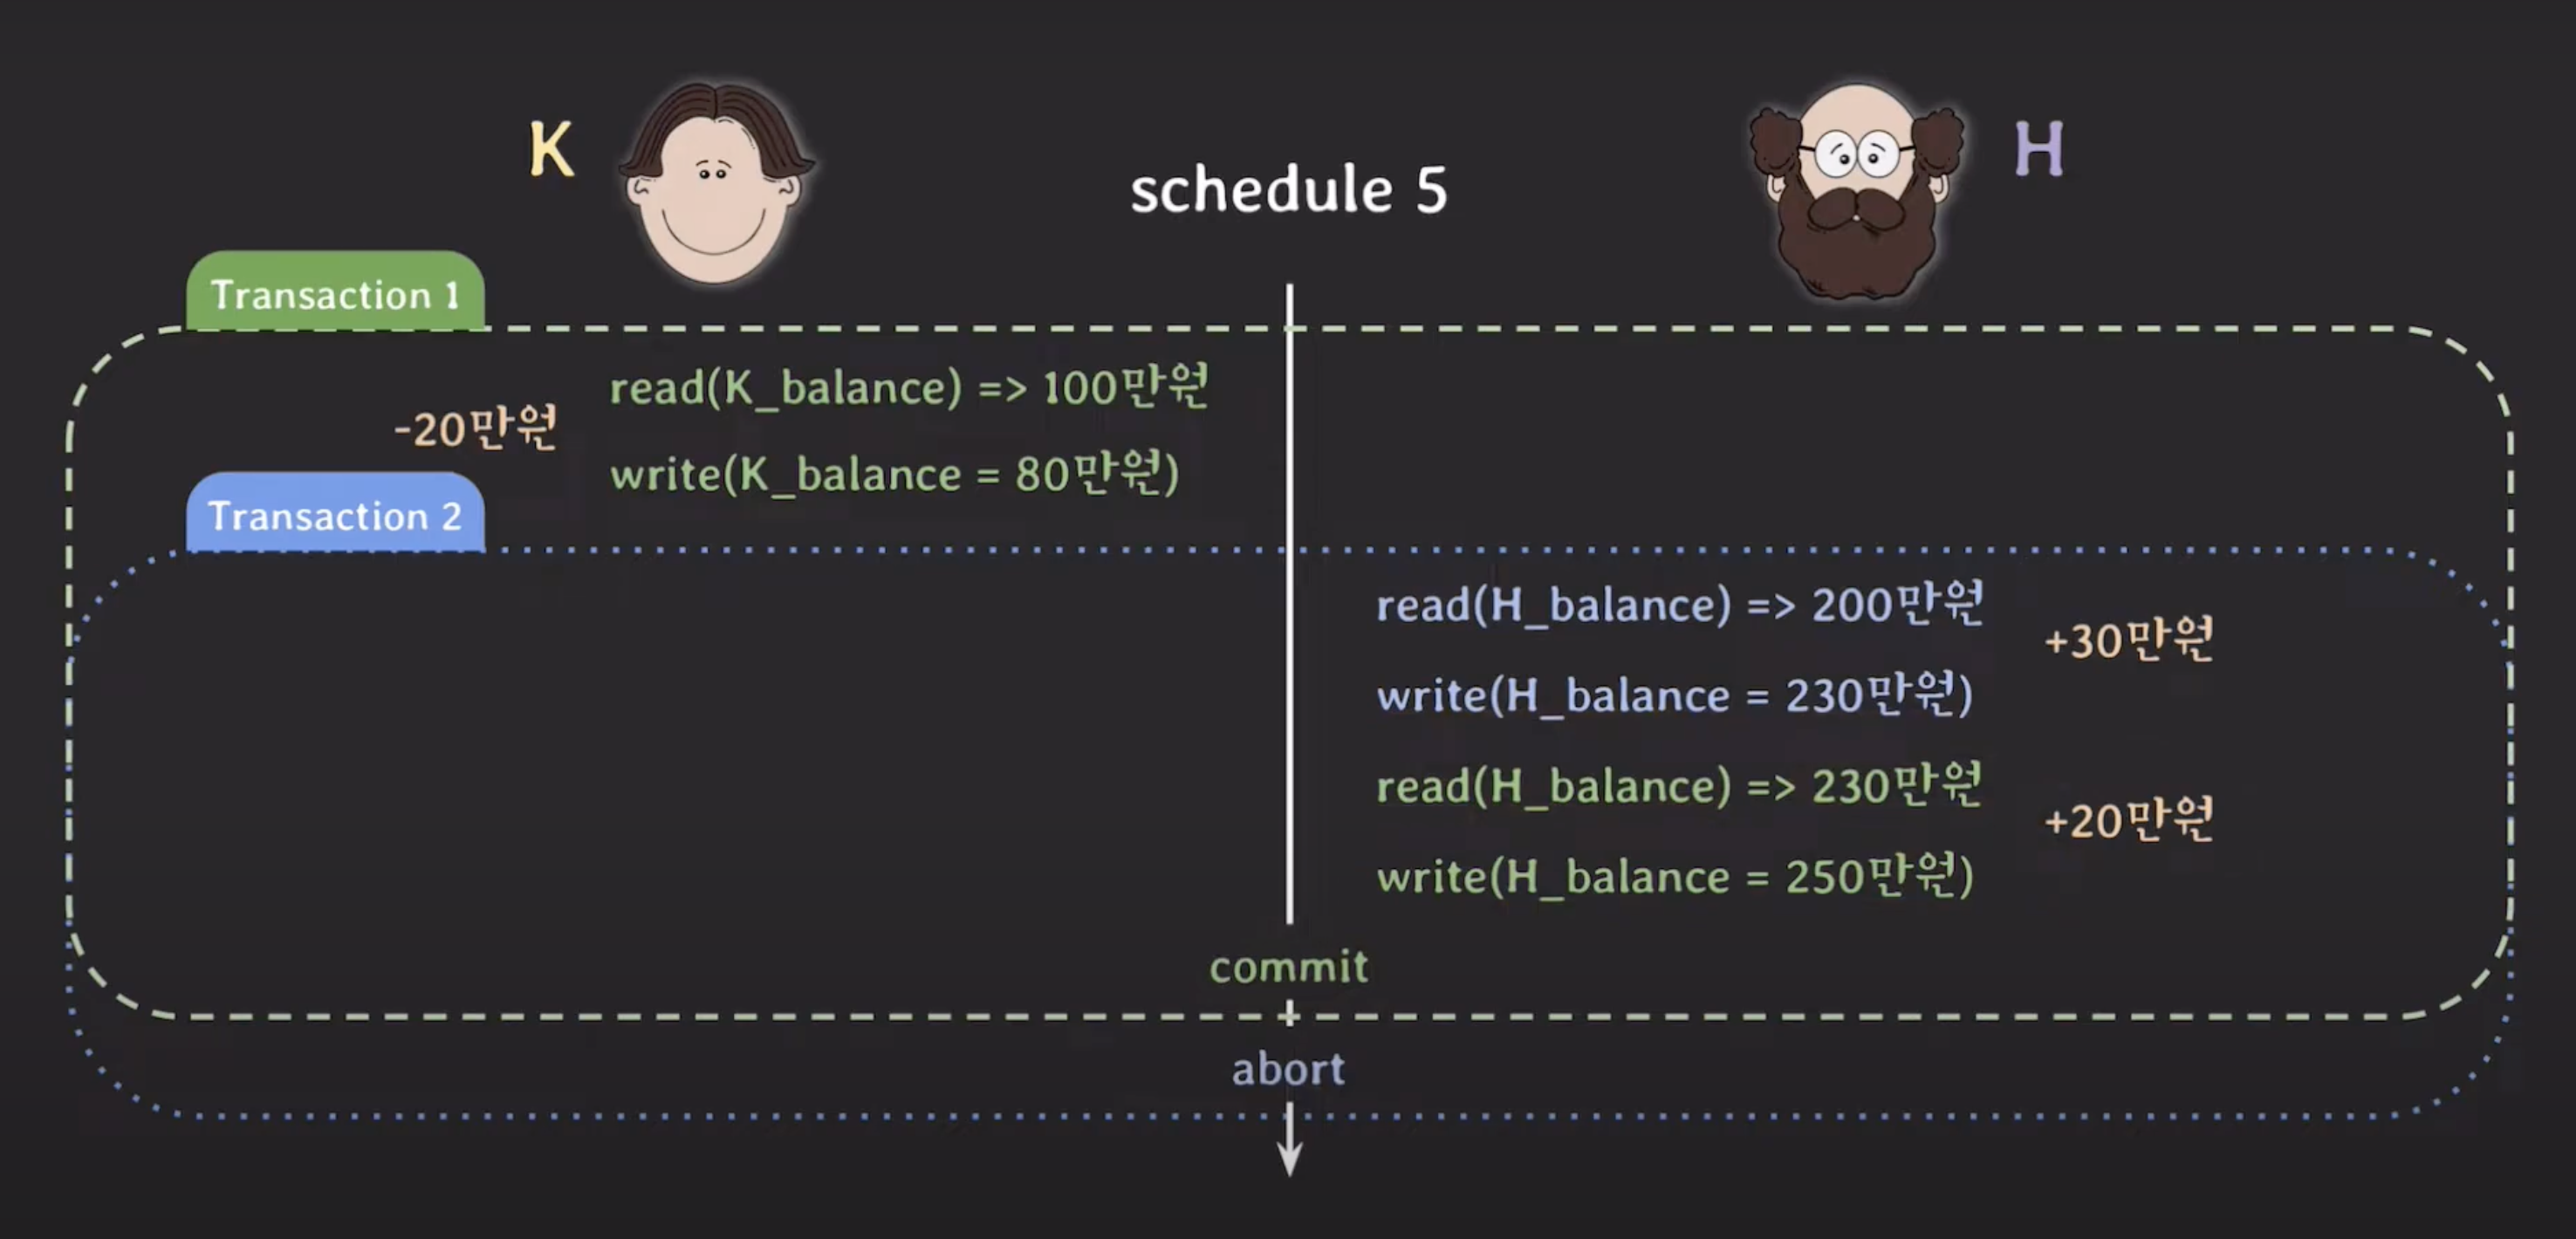 K
H
schedule 5
Transaction 1
read(K_balance) => 100만원
-20만원
write(K_balance = 80만원)
Transaction 2
read(H_balance) => 200만원
+30만원
write(H_balance = 230만원)
read(H_balance) => 230만원
+20만원
write(H_balance = 250만원)
commit
abort